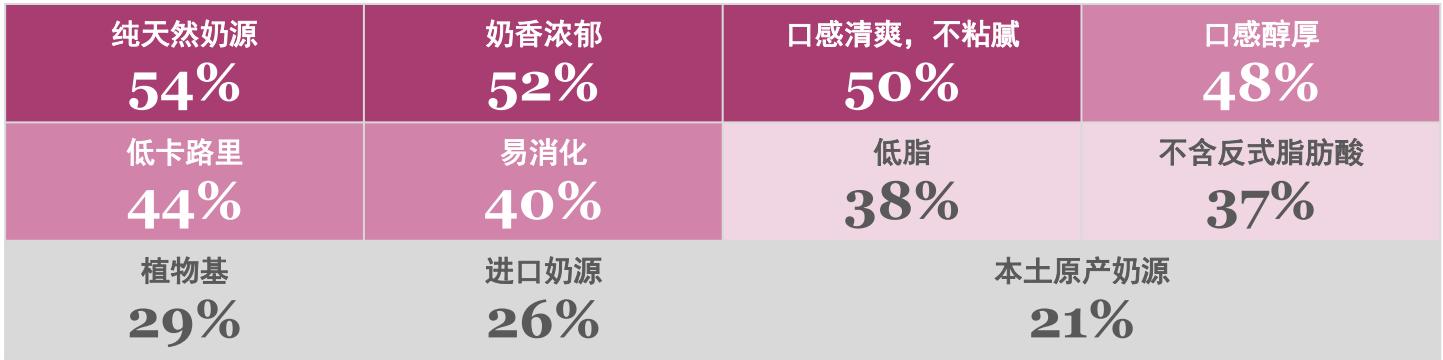 纯天然奶源 奶香浓郁 口感清爽，不粘腻 口感醇厚
54% 52% 50% 48%
低卡路里 易消化 低脂 不含反式脂肪酸
44% 40% 38% 37%
植物基 进口奶源 本土原产奶源
29% 26% 21%